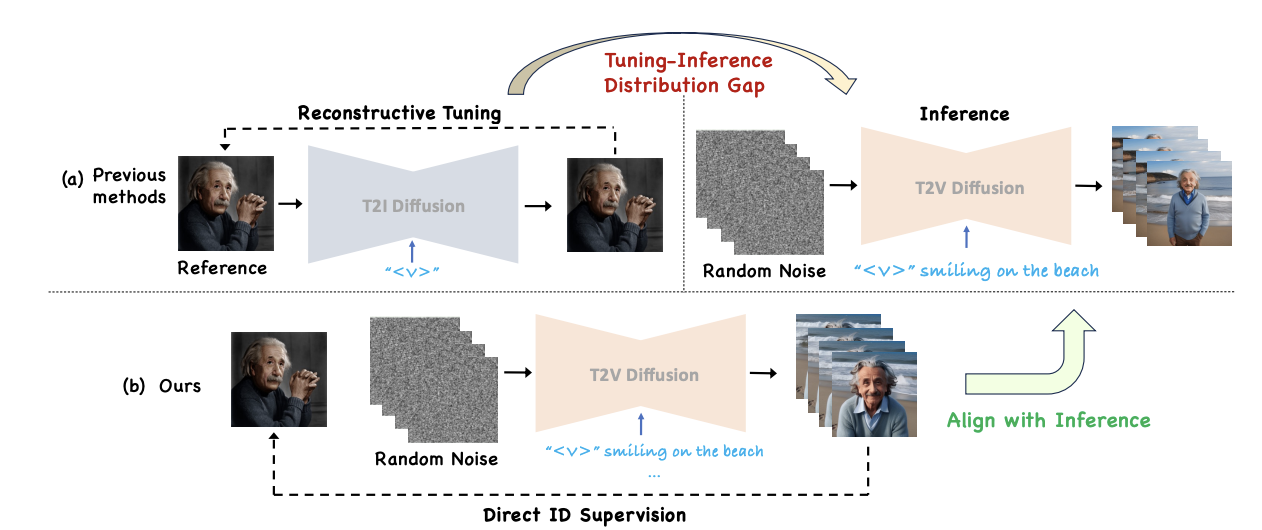 Tuning-Inference
Distribution Gap
Reconstructive Tuning
Inference
(a) Previous
methods
T2I Diffusion
T2V Diffusion
Reference
"<v>"
Random Noise
"<v>" smiling on the beach
(b) Ours
T2V Diffusion
Align with Inference
Random Noise
"<v>" smiling on the beach
...
Direct ID Supervision